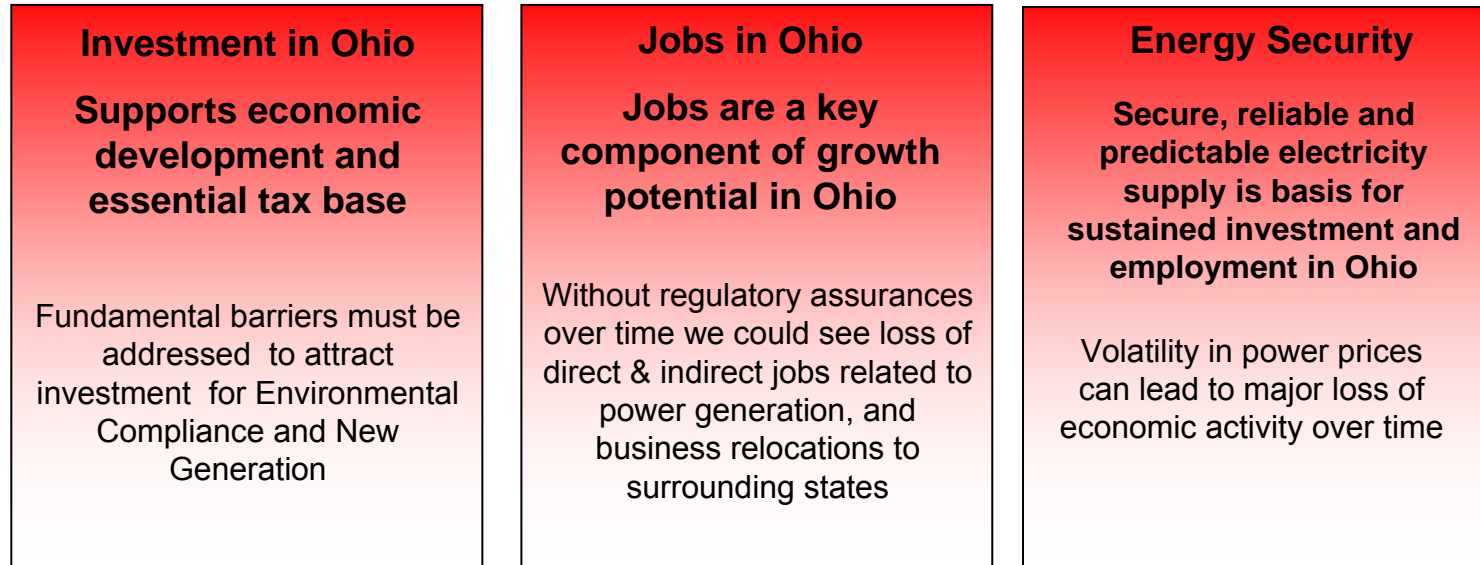 Investment in Ohio
Supports economic
development and
essential tax base
Fundamental barriers must be
addressed  to attract
investment  for Environmental
Compliance and New
Generation
Jobs in Ohio
Jobs are a key
component of growth
potential in Ohio
Without regulatory assurances
over time we could see loss of
direct & indirect jobs related to
power generation, and
business relocations to
surrounding states
Energy Security
Secure, reliable and
predictable electricity
supply is basis for
sustained investment and
employment in Ohio
Volatility in power prices
can lead to major loss of
economic activity over time